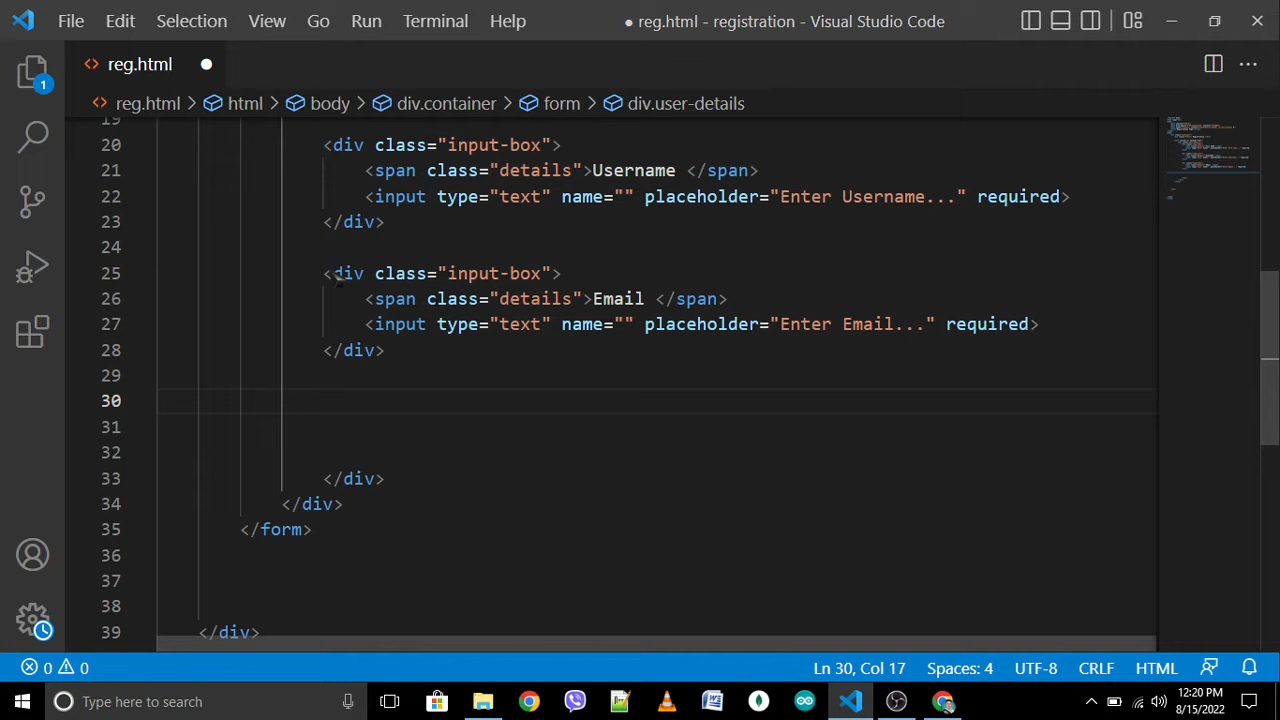 File Edit Selection View Go Run Terminal Help ● reg.html - registration - Visual Studio Code
reg.html
reg.html > html > body > div.container > form > div.user-details
19
20 <div class="input-box">
21 <span class="details">Username </span>
22 <input type="text" name="" placeholder="Enter Username..." required>
23 </div>
24
25 <div class="input-box">
26 <span class="details">Email </span>
27 <input type="text" name="" placeholder="Enter Email..." required>
28 </div>
29
30
31
32
33 </div>
34 </div>
35 </form>
36
37
38
39 </div>
1
0 0 Ln 30, Col 17 Spaces: 4 UTF-8 CRLF HTML
Type here to search
12:20 PM
8/15/2022